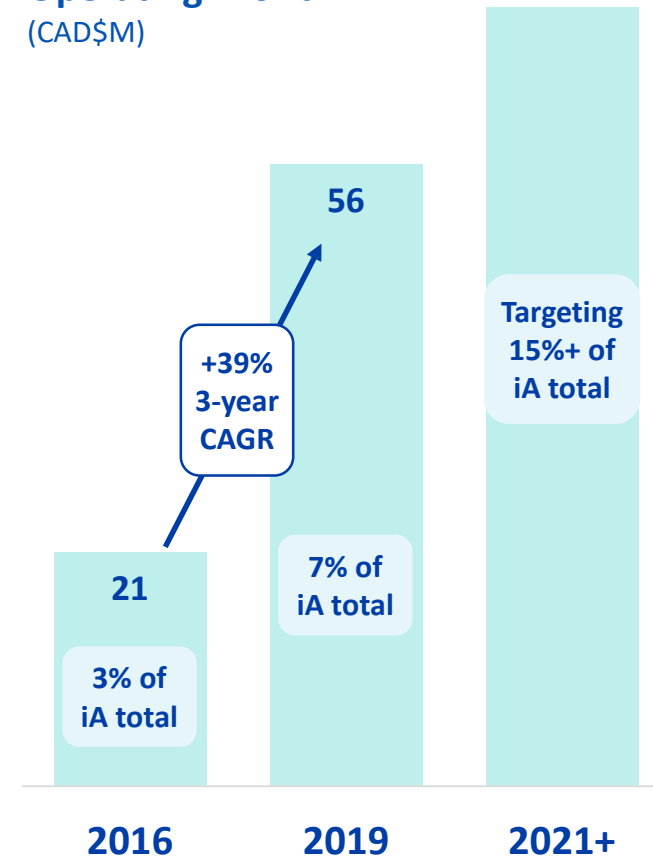 (CAD$M)
56
Targeting
15%+ of
iA total
+39%
3-year
CAGR
21
7% of
iA total
3% of
iA total
2016
2019
2021+